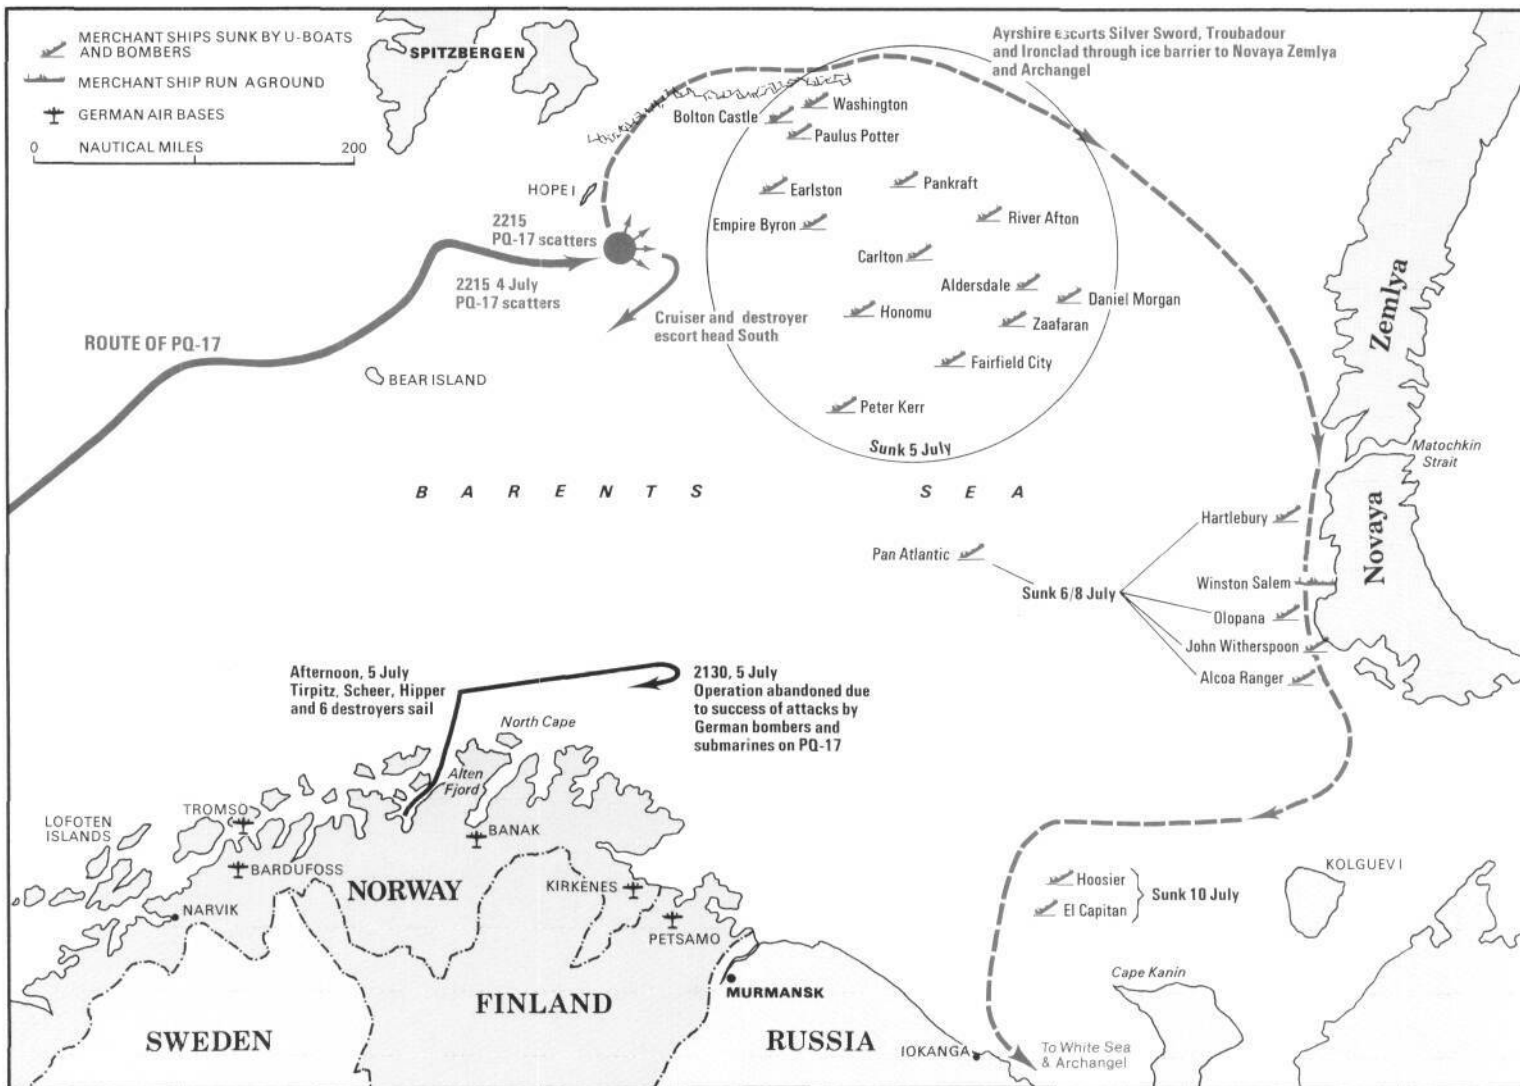 MERCHANT SHIPS SUNK BY U-BOATS
AND BOMBERS
MERCHANT SHIP RUN AGROUND
GERMAN AIR BASES
0 NAUTICAL MILES 200
SPITZBERGEN
Ayrshire escorts Silver Sword, Troubadour
and Ironclad through ice barrier to Novaya Zemlya
and Archangel
Washington
Bolton Castle
Paulus Potter
HOPE I
Earlston
Pankraft
River Afton
Empire Byron
2215
PQ-17 scatters
Carlton
2215 4 July
PQ-17 scatters
Aldersdale
Daniel Morgan
Honomu
Zaafaran
Cruiser and destroyer
escort head South
ROUTE OF PQ-17
Fairfield City
BEAR ISLAND
Peter Kerr
Sunk 5 July
Zemlya
Matochkin
Strait
BARENTS SEA
Hartlebury
Novaya
Pan Atlantic
Winston Salem
Sunk 6/8 July
Olopana
John Witherspoon
Alcoa Ranger
Afternoon, 5 July
Tirpitz, Scheer, Hipper
and 6 destroyers sail
2130, 5 July
Operation abandoned due
to success of attacks by
German bombers and
submarines on PQ-17
North Cape
Alten
Fjord
TROMSÖ
LOFOTEN
ISLANDS
BANAK
BARDUFOSS
NORWAY
KIRKENES
NARVIK
PETSAMO
KOLGUEV I
Hoosier
El Capitan
Sunk 10 July
Cape Kanin
MURMANSK
FINLAND
SWEDEN
RUSSIA
IOKANGA
To White Sea
& Archangel